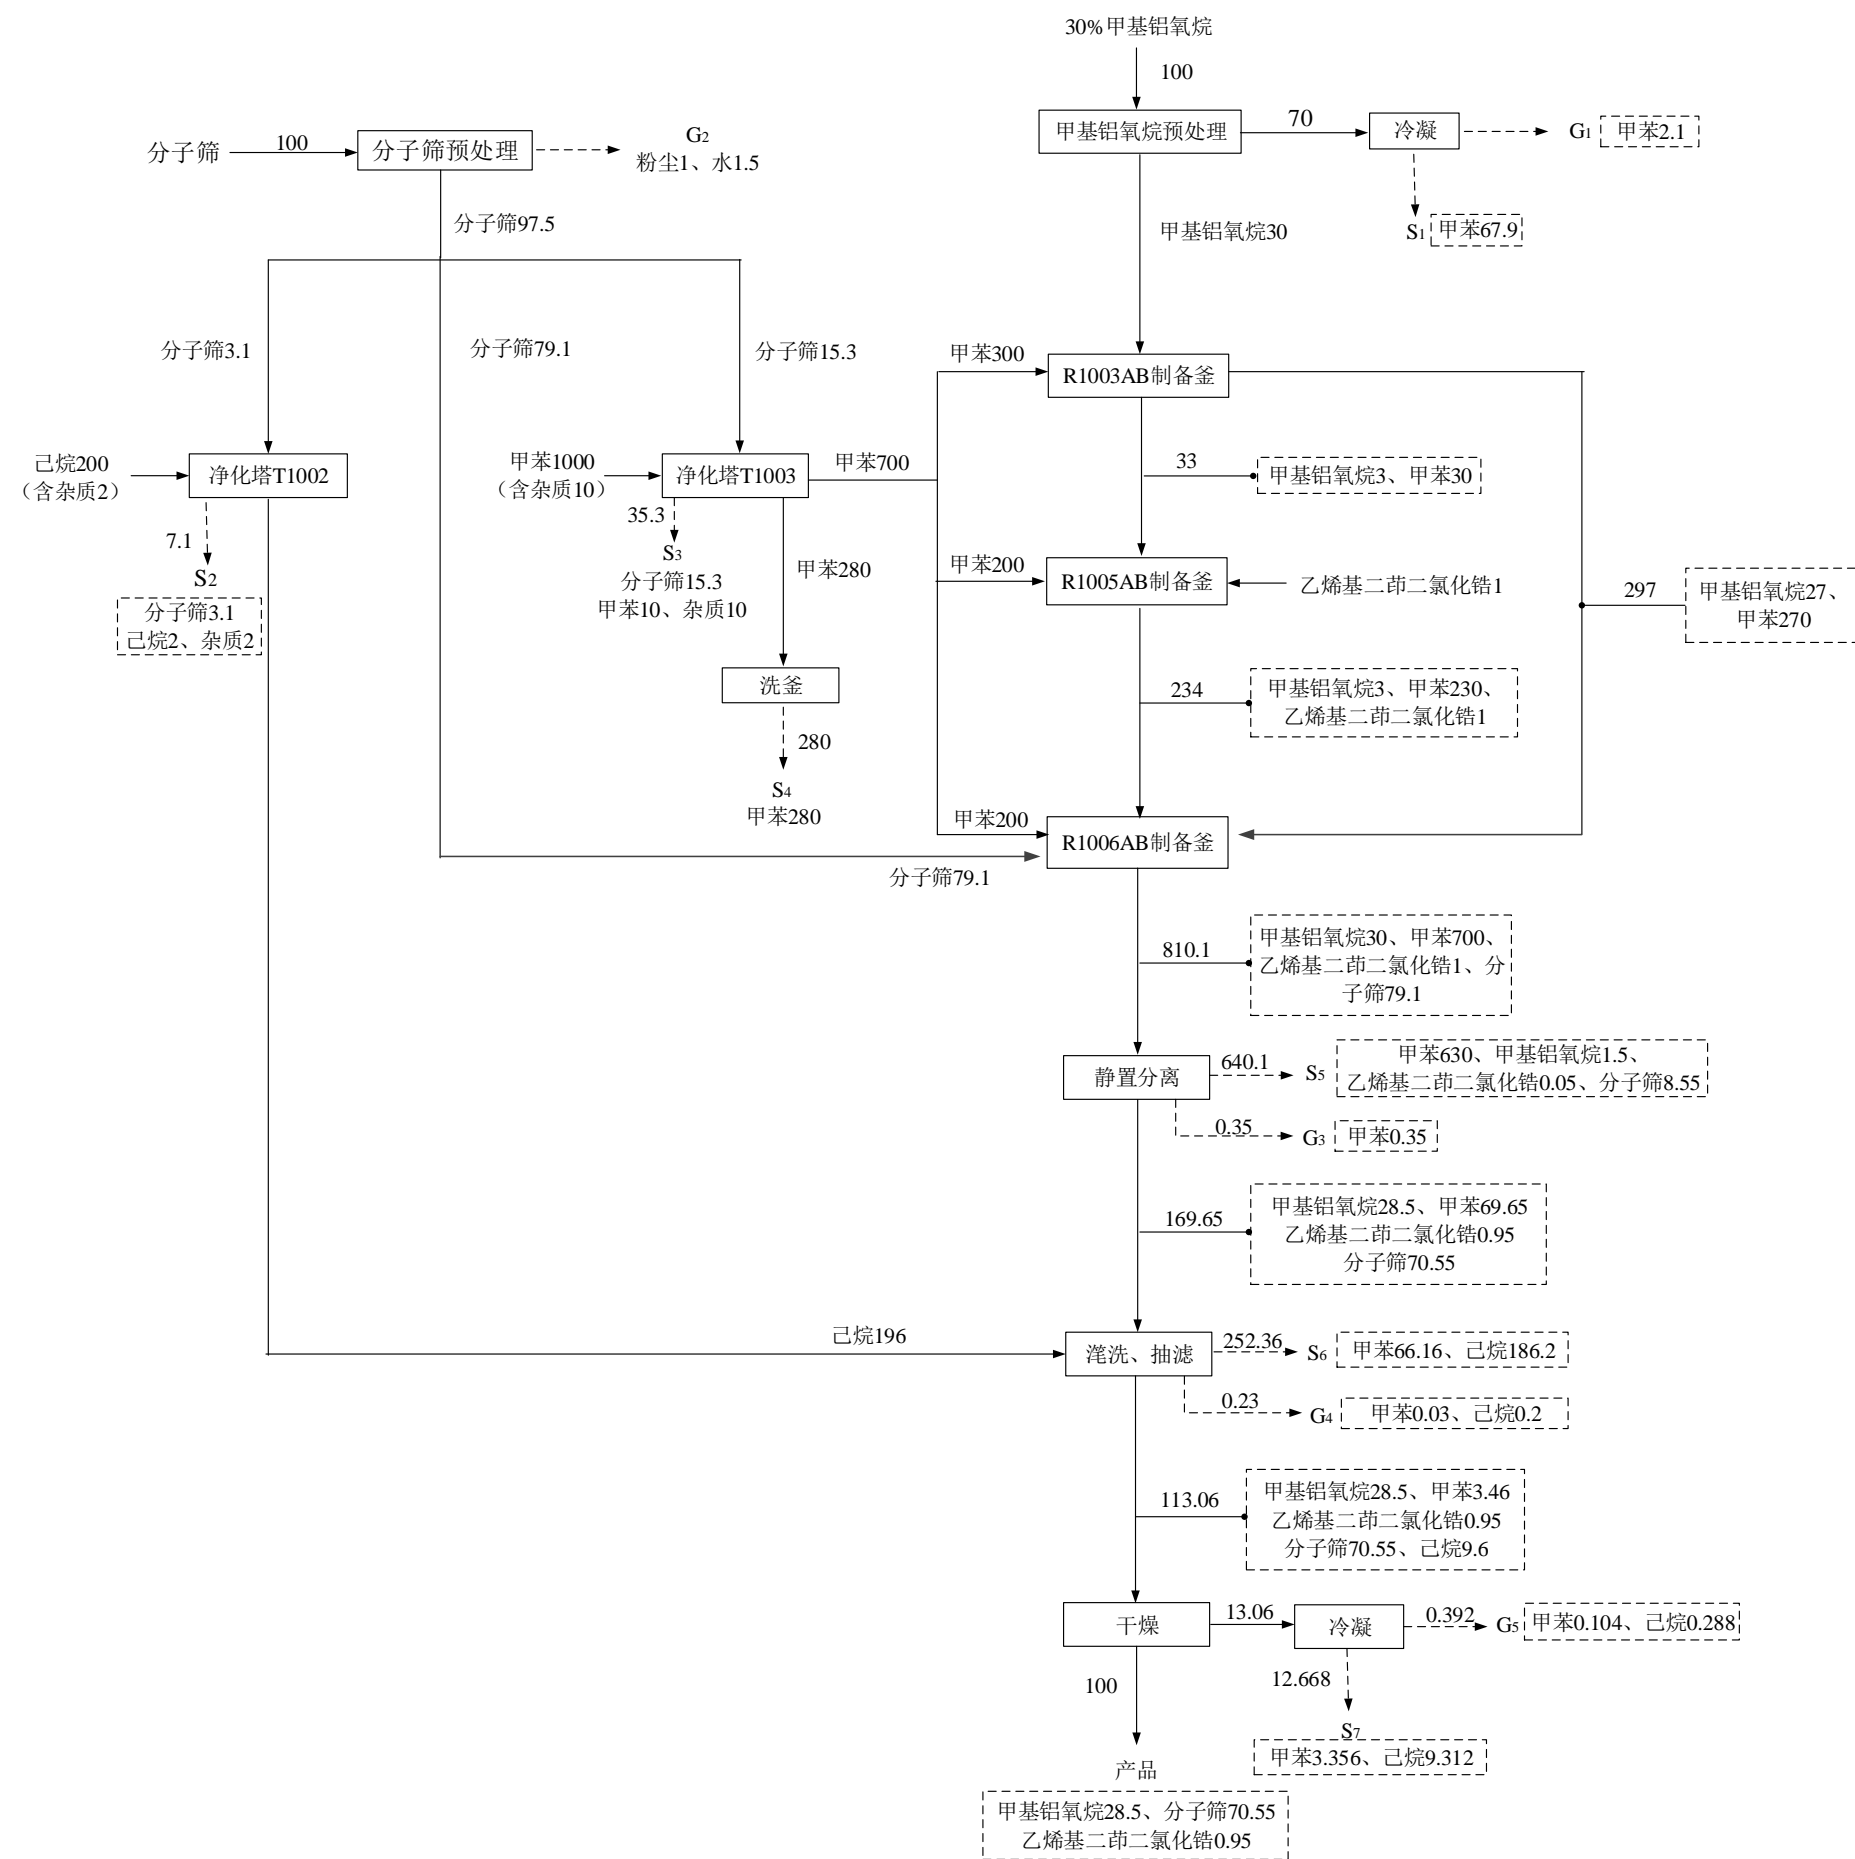 30%甲基铝氧烷
100
甲基铝氧烷预处理
70
冷凝
G1
甲苯2.1
S1
甲苯67.9
分子筛
100
分子筛预处理
G2
粉尘1、水1.5
分子筛97.5
甲基铝氧烷30
分子筛3.1
分子筛79.1
分子筛15.3
甲苯300
R1003AB制备釜
己烷200
（含杂质2）
净化塔T1002
甲苯1000
（含杂质10）
净化塔T1003
甲苯700
33
甲基铝氧烷3、甲苯30
7.1
S2
分子筛3.1
己烷2、杂质2
35.3
S3
分子筛15.3
甲苯10、杂质10
甲苯280
甲苯200
R1005AB制备釜
乙烯基二茚二氯化锆1
297
甲基铝氧烷27、
甲苯270
洗釜
280
S4
甲苯280
234
甲基铝氧烷3、甲苯230、
乙烯基二茚二氯化锆1
甲苯200
R1006AB制备釜
分子筛79.1
810.1
甲基铝氧烷30、甲苯700、
乙烯基二茚二氯化锆1、分
子筛79.1
静置分离
640.1
S5
甲苯630、甲基铝氧烷1.5、
乙烯基二茚二氯化锆0.05、分子筛8.55
0.35
G3
甲苯0.35
169.65
甲基铝氧烷28.5、甲苯69.65
乙烯基二茚二氯化锆0.95
分子筛70.55
己烷196
滗洗、抽滤
252.36
S6
甲苯66.16、己烷186.2
0.23
G4
甲苯0.03、己烷0.2
113.06
甲基铝氧烷28.5、甲苯3.46
乙烯基二茚二氯化锆0.95
分子筛70.55、己烷9.6
干燥
13.06
冷凝
0.392
G5
甲苯0.104、己烷0.288
100
12.668
S7
甲苯3.356、己烷9.312
产品
甲基铝氧烷28.5、分子筛70.55
乙烯基二茚二氯化锆0.95